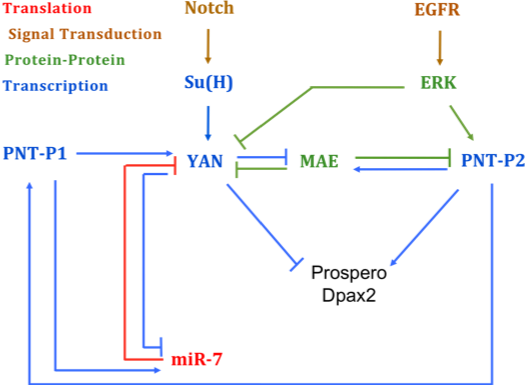 Translation
Signal Transduction
Protein-Protein
Transcription
Notch
EGFR
Su(H)
ERK
PNT-P1
YAN
MAE
PNT-P2
Prospero
Dpax2
miR-7